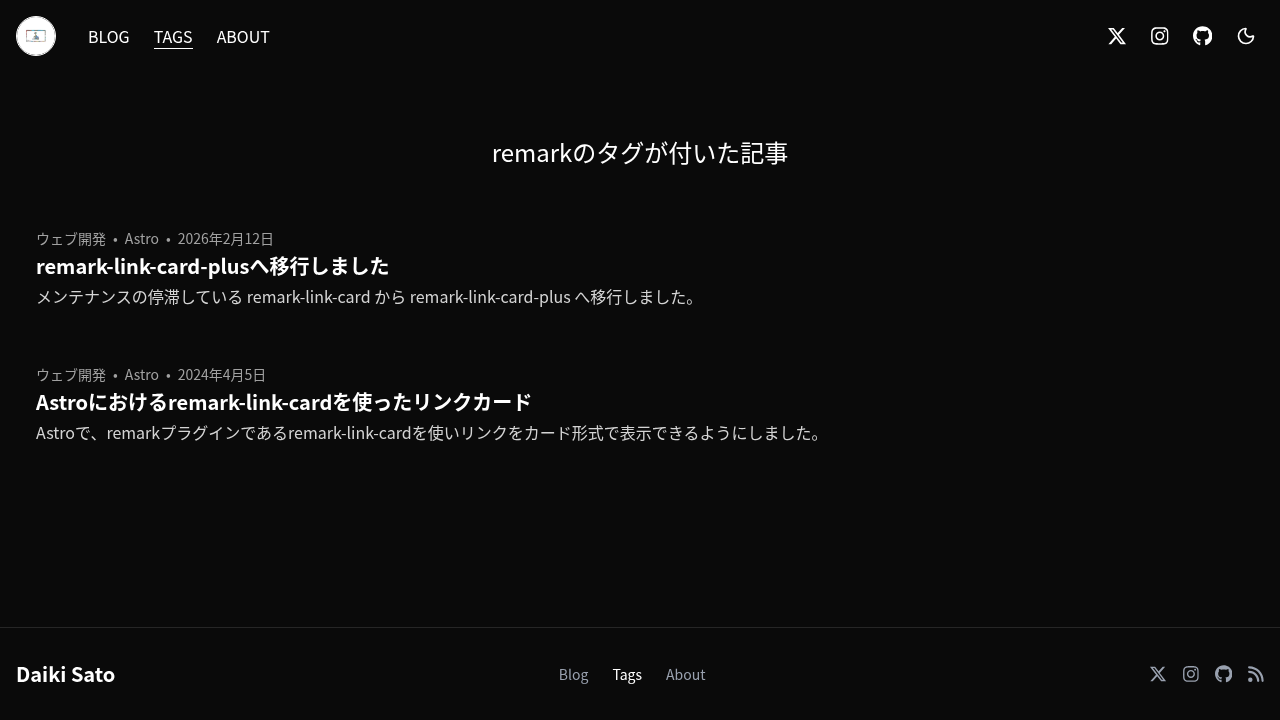 BLOG TAGS ABOUT
remarkのタグが付いた記事
ウェブ開発 • Astro • 2026年2月12日
remark-link-card-plusへ移行しました
メンテナンスの停滞している remark-link-card から remark-link-card-plus へ移行しました。
ウェブ開発 • Astro • 2024年4月5日
Astroにおけるremark-link-cardを使ったリンクカード
Astroで、remarkプラグインであるremark-link-cardを使いリンクをカード形式で表示できるようにしました。
Daiki Sato
Blog Tags About